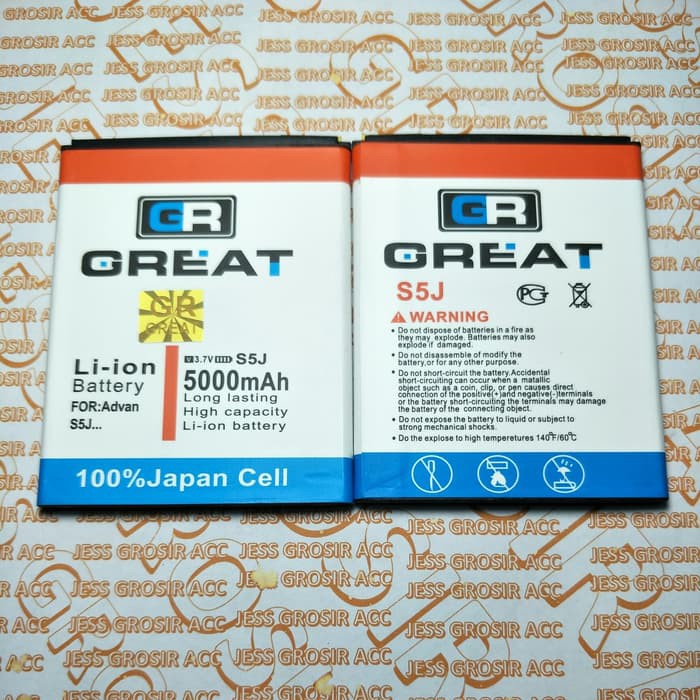 GR
GREAT
GR
GREAT
Li-ion
Battery
FOR:Advan
S5J...
3.7V S5J
5000mAh
Long lasting
High capacity
Li-ion battery
100%Japan Cell
GR
GREAT
S5J
PG
WARNING
• Do not dispose of batteries in a fire as
they may explode. Batteries may also
explode if damaged.
• Do not disassemble of modify the
battery,or for any other purpose.
• Do not short-circuit the battery.Accidental
short-circuiting can occur when a matallic
object such as a coin, clip, or pen causes direct
connection of the positive(+)and negative(-)terminals
or the battery short-circuiting the terminals may damage
the battery of the connecting object.
• Do not expose the battery to liquid or subject to
strong mechanical shocks.
• Do the explose to high temperetures 140°F/60°C
JESS GROSIR ACC